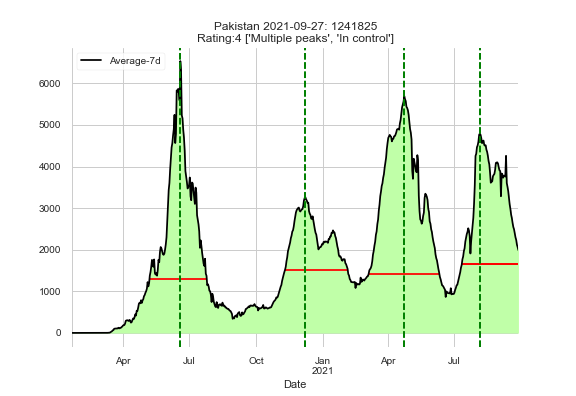 Pakistan 2021-09-27: 1241825
Rating:4 ['Multiple peaks', 'In control']
Average-7d
6000
5000
4000
3000
2000
1000
0
Apr
Jul
Oct
Jan
2021
Apr
Jul
Date